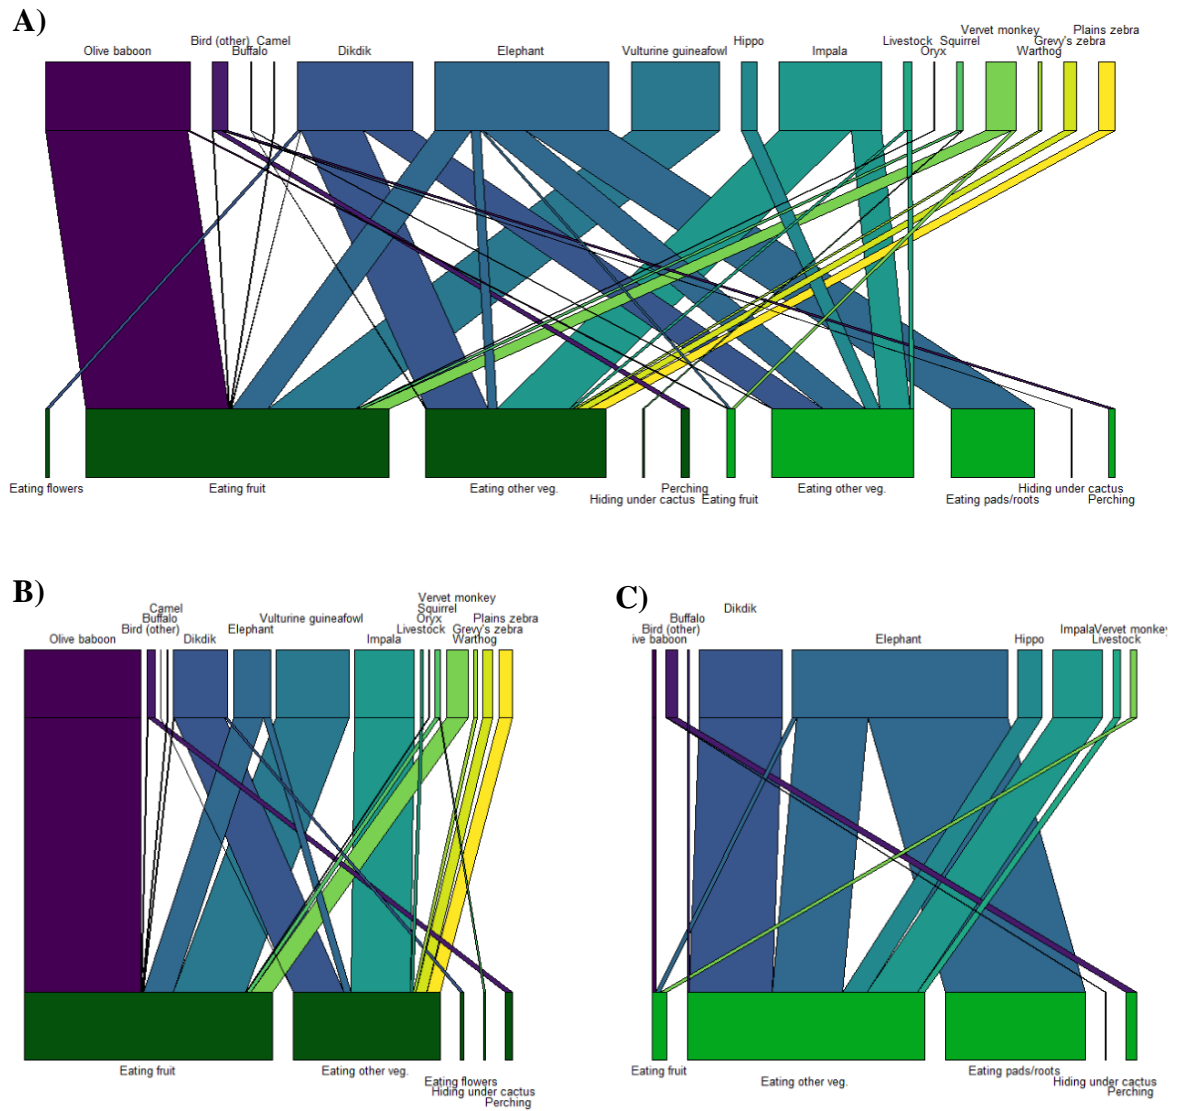 A)
Olive baboon
Bird (other)
Buffalo
Camel
Dikdik
Elephant
Vulturine guineafowl
Hippo
Impala
Livestock
Oryx
Squirrel
Vervet monkey
Warthog
Grevy's zebra
Plains zebra
Eating flowers
Eating fruit
Eating other veg.
Hiding under cactus
Perching
Eating fruit
Eating other veg.
Eating pads/roots
Hiding under cactus
Perching
B)
Olive baboon
Bird (other)
Buffalo
Camel
Dikdik
Elephant
Vulturine guineafowl
Impala
Livestock
Oryx
Squirrel
Vervet monkey
Warthog
Grevy's zebra
Plains zebra
Eating fruit
Eating other veg.
Eating flowers
Hiding under cactus
Perching
C)
ive baboon
Bird (other)
Buffalo
Dikdik
Elephant
Hippo
Impala
Livestock
Vervet monkey
Eating fruit
Eating other veg.
Eating pads/roots
Hiding under cactus
Perching